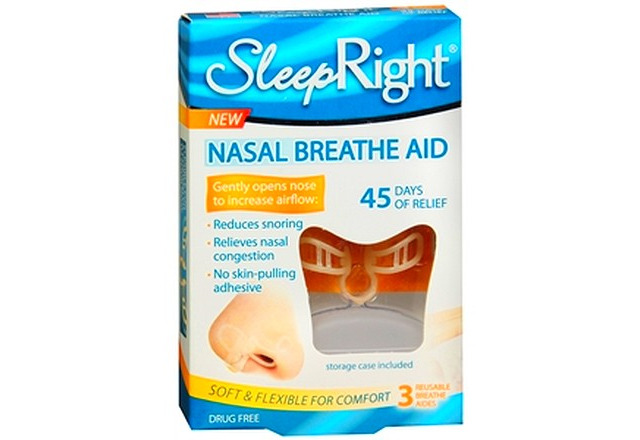 SleepRight®
NEW
NASAL BREATHE AID
Gently opens nose
to increase airflow:
45 DAYS
OF RELIEF
· Reduces snoring
· Relieves nasal
congestion
· No skin-pulling
adhesive
storage case included
SOFT & FLEXIBLE FOR COMFORT
3 REUSABLE
BREATHE
AIDES
DRUG FREE